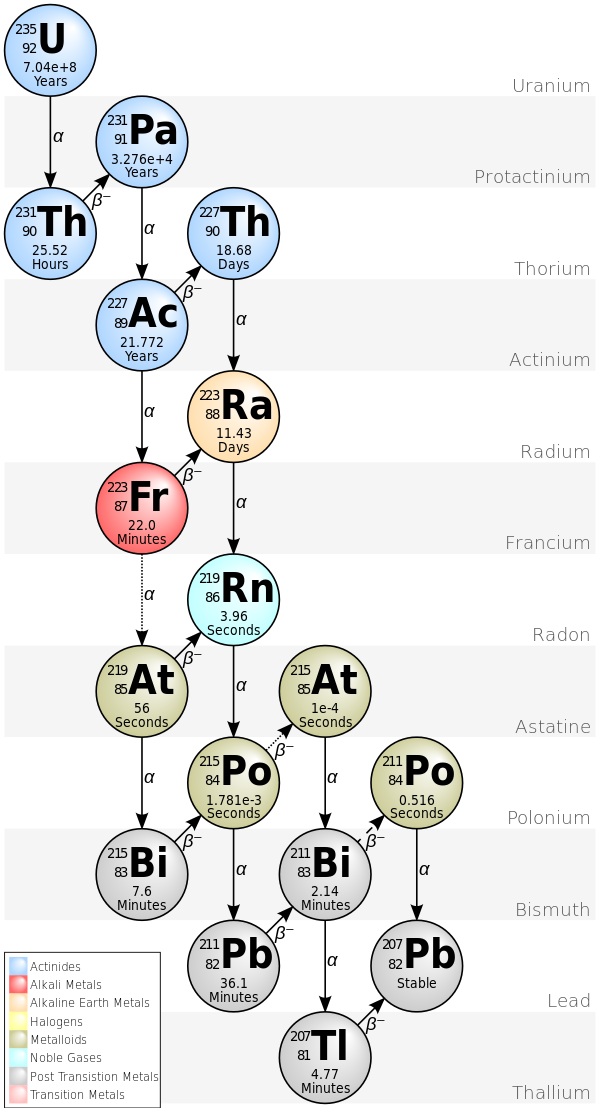 235
92 U
7.04e+8
Years
Uranium
α
231
91 Pa
3.276e+4
Years
Protactinium
β⁻
231
90 Th
25.52
Hours
α
227
90 Th
18.68
Days
Thorium
β⁻
227
89 Ac
21.772
Years
α
Actinium
α
223
88 Ra
11.43
Days
Radium
β⁻
223
87 Fr
22.0
Minutes
α
Francium
α
219
86 Rn
3.96
Seconds
Radon
β⁻
219
85 At
56
Seconds
α
215
85 At
1e-4
Seconds
Astatine
β⁻
α
215
84 Po
1.781e-3
Seconds
α
211
84 Po
0.516
Seconds
Polonium
β⁻
β⁻
215
83 Bi
7.6
Minutes
α
211
83 Bi
2.14
Minutes
α
Bismuth
β⁻
211
82 Pb
36.1
Minutes
α
207
82 Pb
Stable
Lead
β⁻
207
81 Tl
4.77
Minutes
Thallium
Actinides
Alkali Metals
Alkaline Earth Metals
Halogens
Metalloids
Noble Gases
Post Transistion Metals
Transition Metals